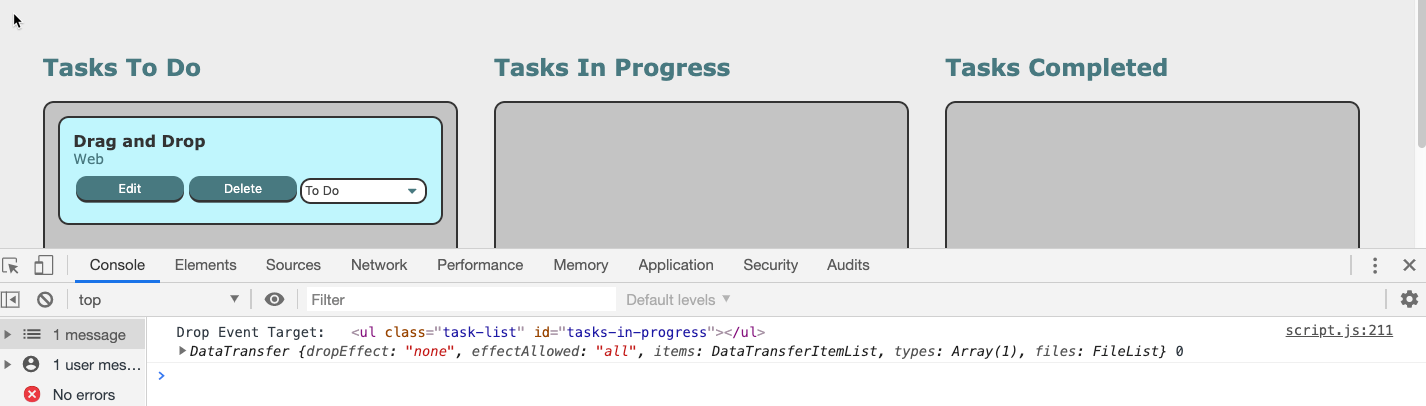 Tasks To Do Tasks In Progress Tasks Completed
Drag and Drop
Web
Edit Delete To Do
Console Elements Sources Network Performance Memory Application Security Audits
top Filter Default levels
1 message
1 user mes…
No errors
Drop Event Target: <ul class="task-list" id="tasks-in-progress"></ul> script.js:211
DataTransfer {dropEffect: "none", effectAllowed: "all", items: DataTransferItemList, types: Array(1), files: FileList} 0